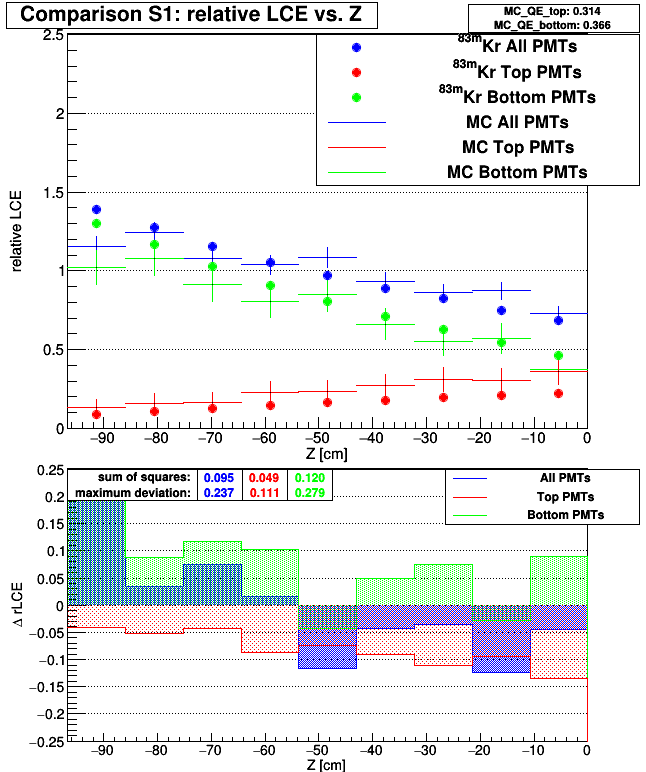 Comparison S1: relative LCE vs. Z
MC_QE_top: 0.314
MC_QE_bottom: 0.366
relative LCE
2.5
2
1.5
1
0.5
0
83mKr All PMTs
83mKr Top PMTs
83mKr Bottom PMTs
MC All PMTs
MC Top PMTs
MC Bottom PMTs
−90 −80 −70 −60 −50 −40 −30 −20 −10 0
Z [cm]
Δ rLCE
0.25
0.2
0.15
0.1
0.05
0
−0.05
−0.1
−0.15
−0.2
−0.25
sum of squares: 0.095 0.049 0.120
maximum deviation: 0.237 0.111 0.279
All PMTs
Top PMTs
Bottom PMTs
−90 −80 −70 −60 −50 −40 −30 −20 −10 0
Z [cm]